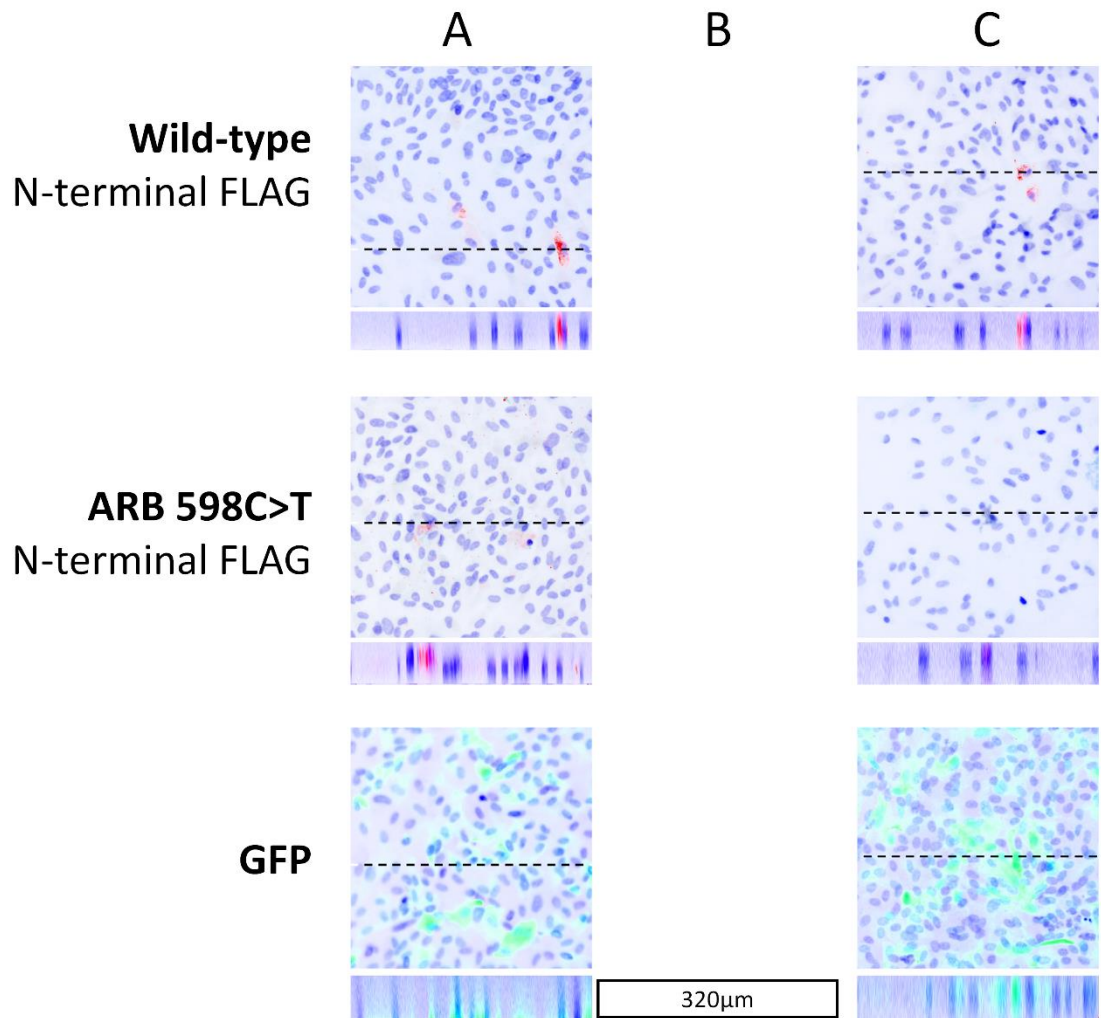 A B C
Wild-type
N-terminal FLAG
ARB 598C>T
N-terminal FLAG
GFP
320µm